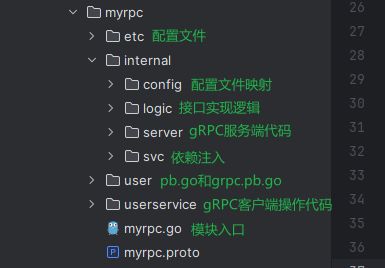 myrpc
etc 配置文件
internal
config 配置文件映射
logic 接口实现逻辑
server gRPC服务端代码
svc 依赖注入
user pb.go和grpc.pb.go
userservice gRPC客户端操作代码
myrpc.go 模块入口
myrpc.proto
26
27
28
29
30
31
32
33
34
35
36